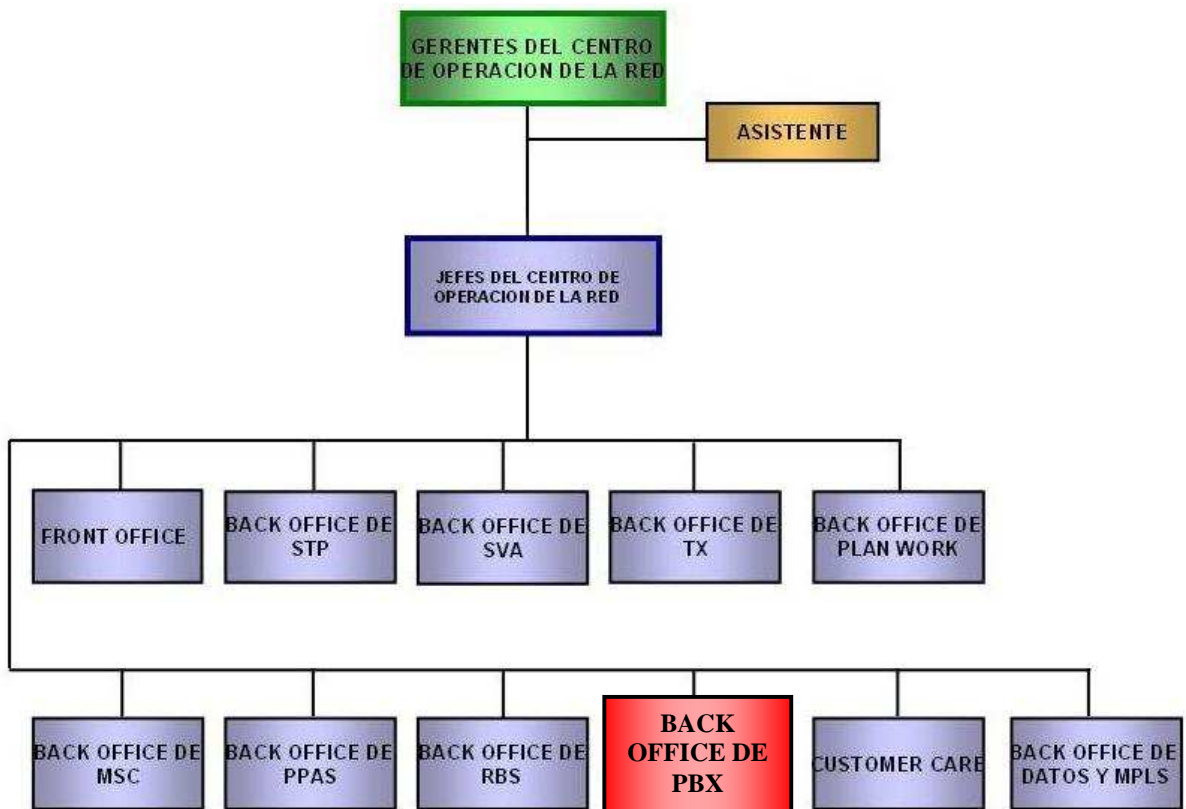 GERENTES DEL CENTRO
DE OPERACION DE LA RED
ASISTENTE
JEFES DEL CENTRO DE
OPERACION DE LA RED
FRONT OFFICE
BACK OFFICE DE
STP
BACK OFFICE DE
SVA
BACK OFFICE DE
TX
BACK OFFICE DE
PLAN WORK
BACK OFFICE DE
MSC
BACK OFFICE DE
PPAS
BACK OFFICE DE
RBS
BACK
OFFICE DE
PBX
CUSTOMER CARE
BACK OFFICE DE
DATOS Y MPLS